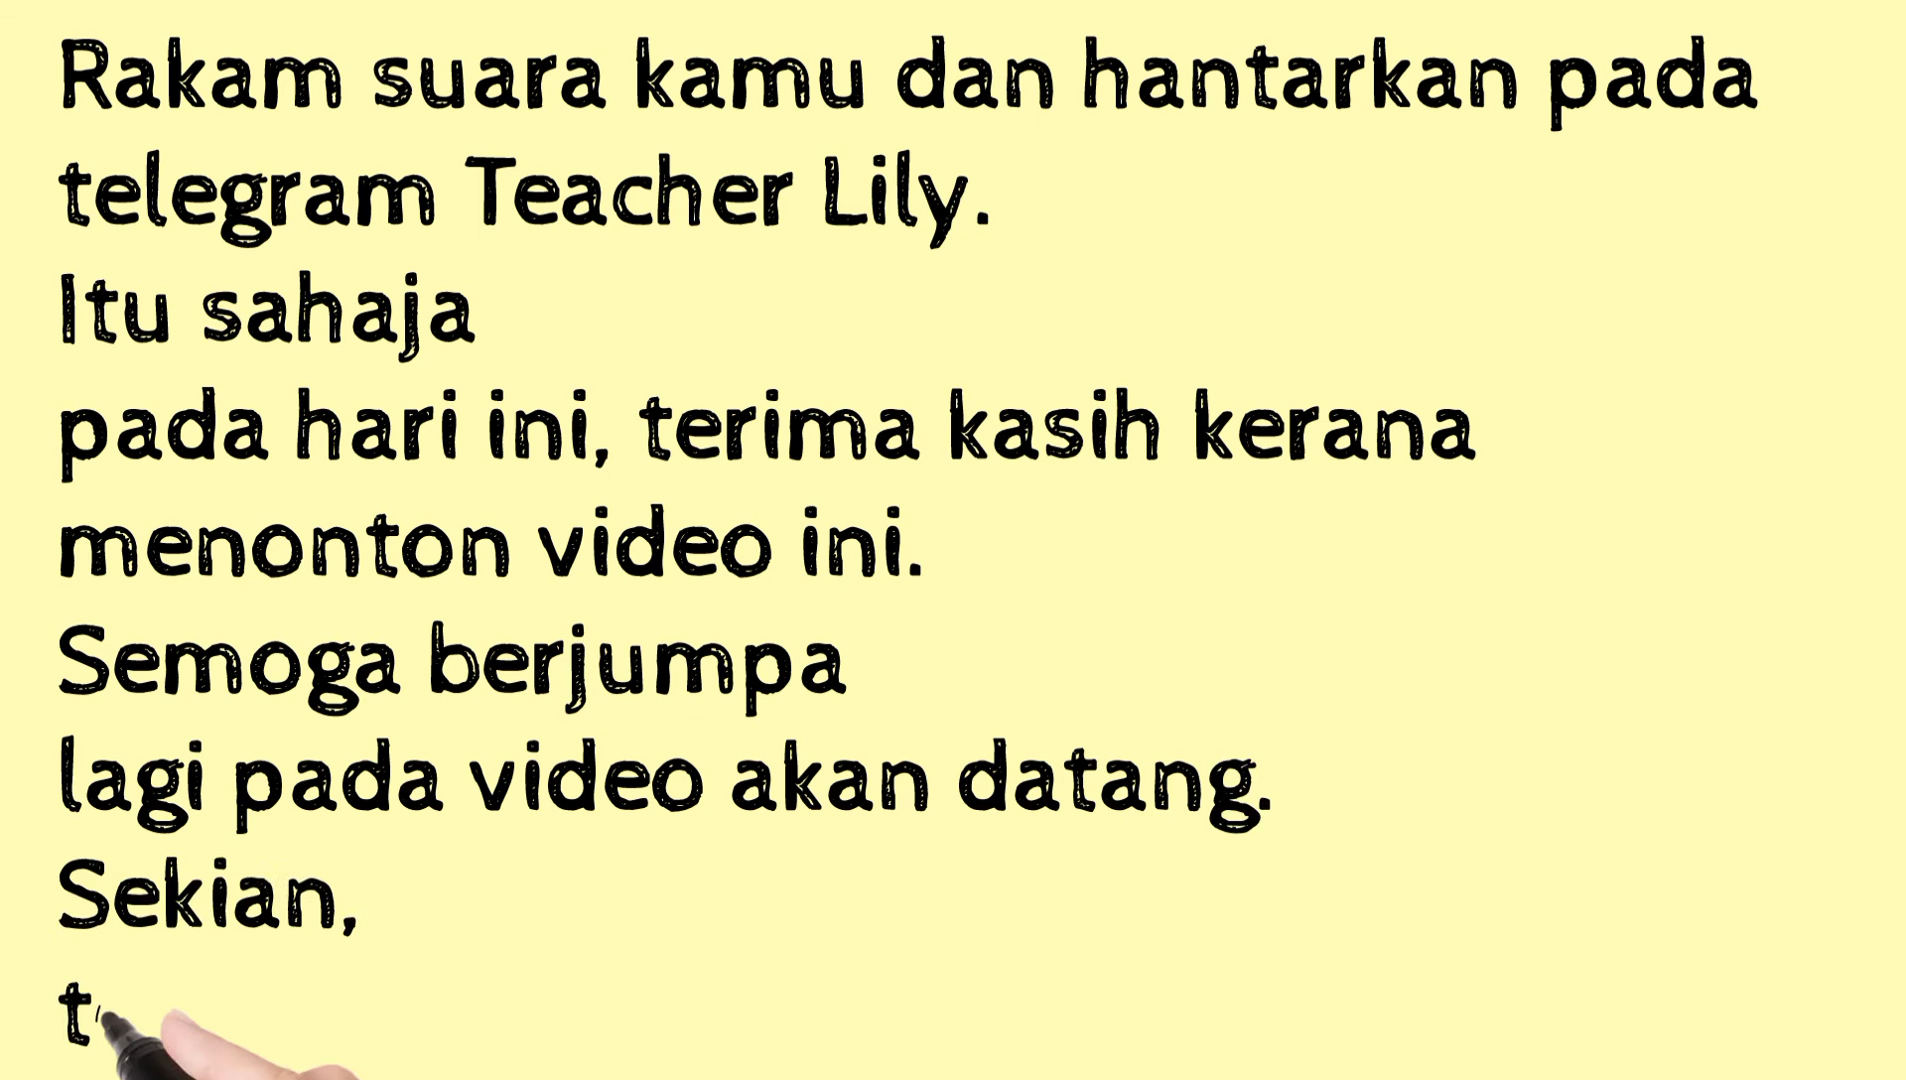 Rakam suara kamu dan hantarkan pada
telegram Teacher Lily.
Itu sahaja
pada hari ini, terima kasih kerana
menonton video ini.
Semoga berjumpa
lagi pada video akan datang.
Sekian,
t